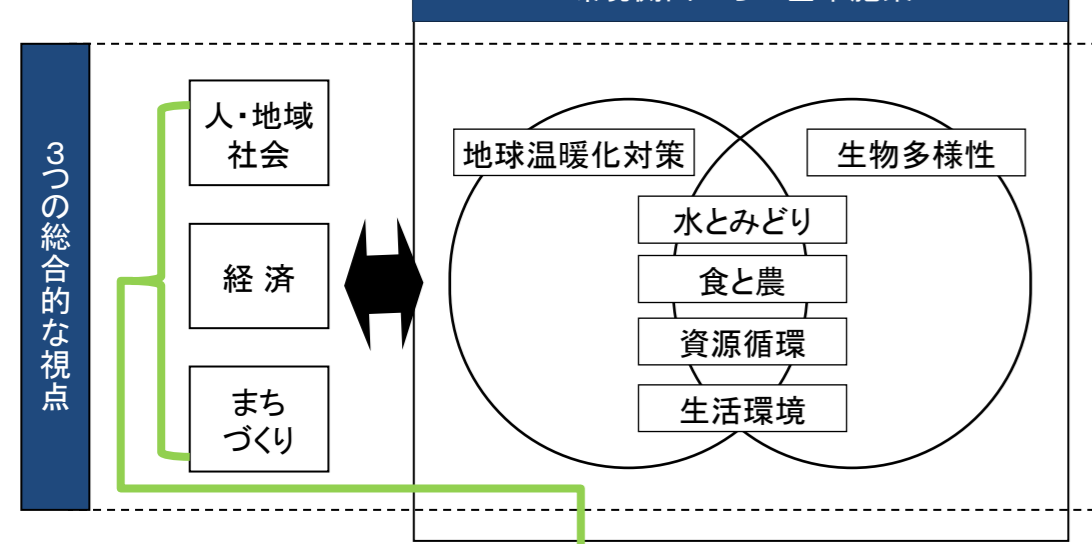 3つの総合的な視点
人・地域
社会
経 済
まち
づくり
地球温暖化対策
生物多様性
水とみどり
食と農
資源循環
生活環境